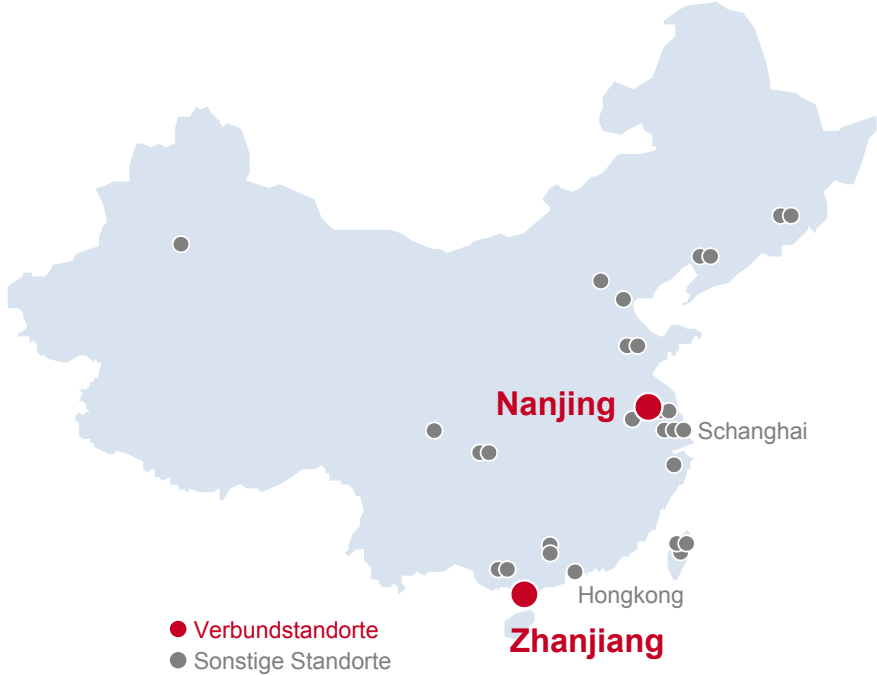 Nanjing
Schanghai
Hongkong
Zhanjiang
Verbundstandorte
Sonstige Standorte